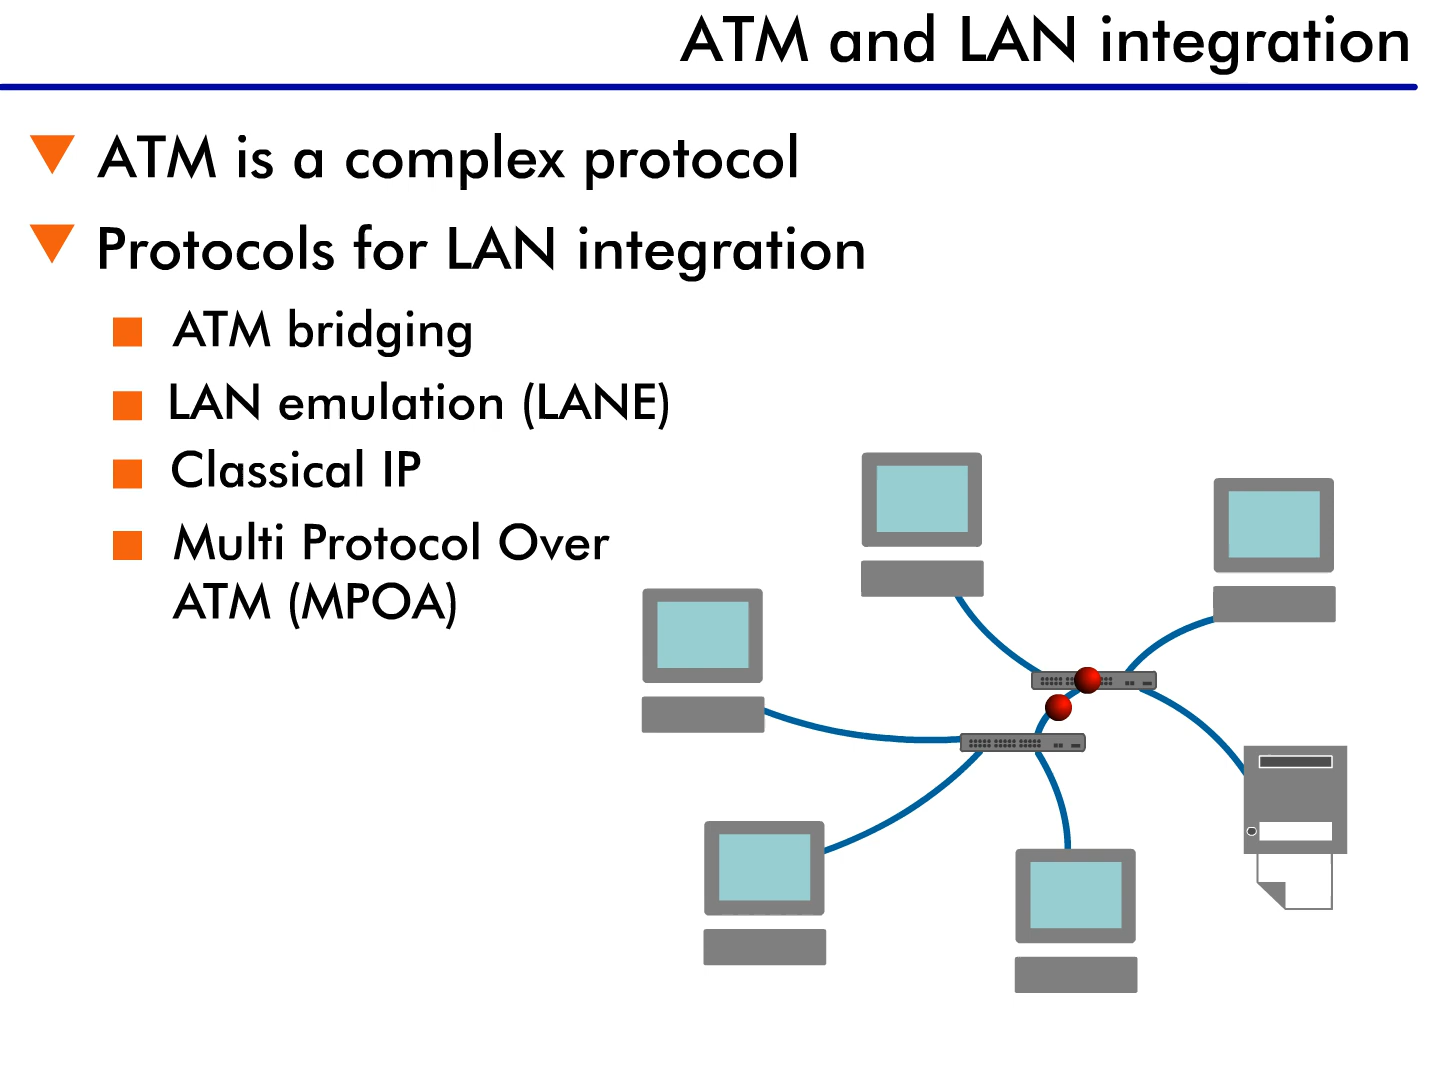 ATM and LAN integration
ATM is a complex protocol
Protocols for LAN integration
ATM bridging
LAN emulation (LANE)
Classical IP
Multi Protocol Over
ATM (MPOA)